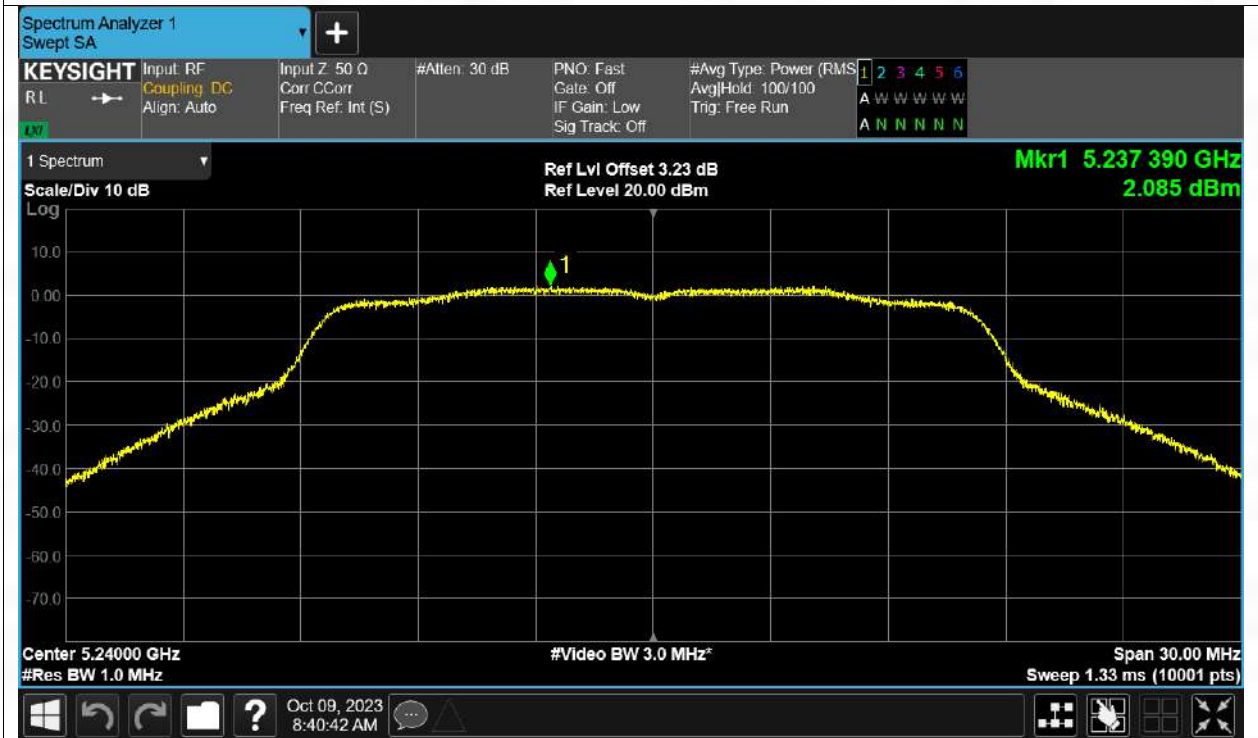 Spectrum Analyzer 1
Swept SA
KEYSIGHT
RL
LXI
Input: RF
Coupling: DC
Align: Auto
Input Z: 50 Ω
Corr CCorr
Freq Ref: Int (S)
#Atten: 30 dB
PNO: Fast
Gate: Off
IF Gain: Low
Sig Track: Off
#Avg Type: Power (RMS
Avg|Hold: 100/100
Trig: Free Run
1 2 3 4 5 6
A W W W W W
A N N N N N
1 Spectrum
Scale/Div 10 dB
Log
Ref Lvl Offset 3.23 dB
Ref Level 20.00 dBm
Mkr1 5.237 390 GHz
2.085 dBm
10.0
1
0.00
-10.0
-20.0
-30.0
-40.0
-50.0
-60.0
-70.0
Center 5.24000 GHz
#Res BW 1.0 MHz
#Video BW 3.0 MHz*
Span 30.00 MHz
Sweep 1.33 ms (10001 pts)
?
Oct 09, 2023
8:40:42 AM